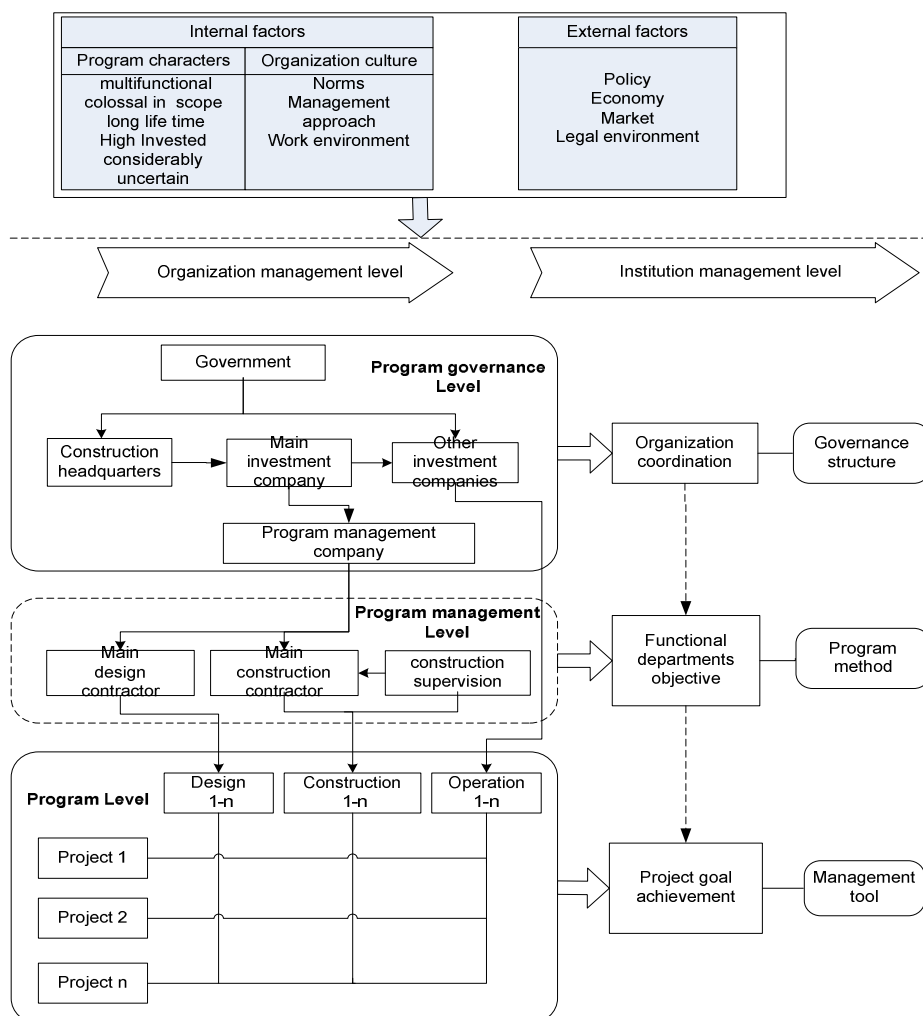 Internal factors
External factors
Program characters
Organization culture
multifunctional
colossal in scope
long life time
High Invested
considerably
uncertain
Norms
Management
approach
Work environment
Policy
Economy
Market
Legal environment
Organization management level
Institution management level
Government
Program governance
Level
Construction
headquarters
Main
investment
company
Other
investment
companies
Organization
coordination
Governance
structure
Program management
company
Program management
Level
Main
design
contractor
Main
construction
contractor
construction
supervision
Functional
departments
objective
Program
method
Program Level
Design
1-n
Construction
1-n
Operation
1-n
Project 1
Project 2
Project n
Project goal
achievement
Management
tool